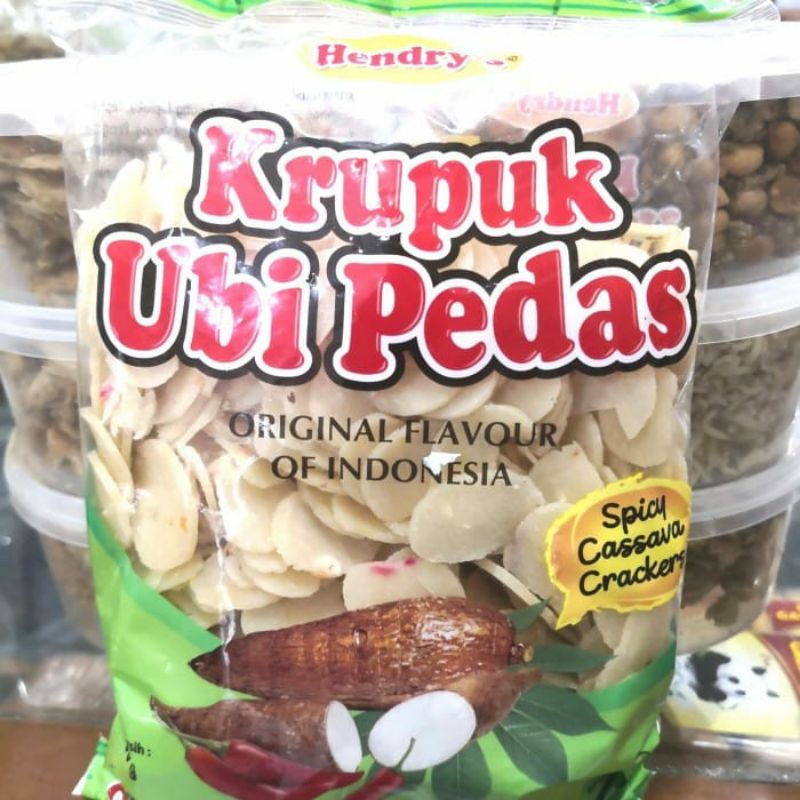 Hendry's
Krupuk
Ubi Pedas
ORIGINAL FLAVOUR
OF INDONESIA
Spicy
Cassava
Crackers